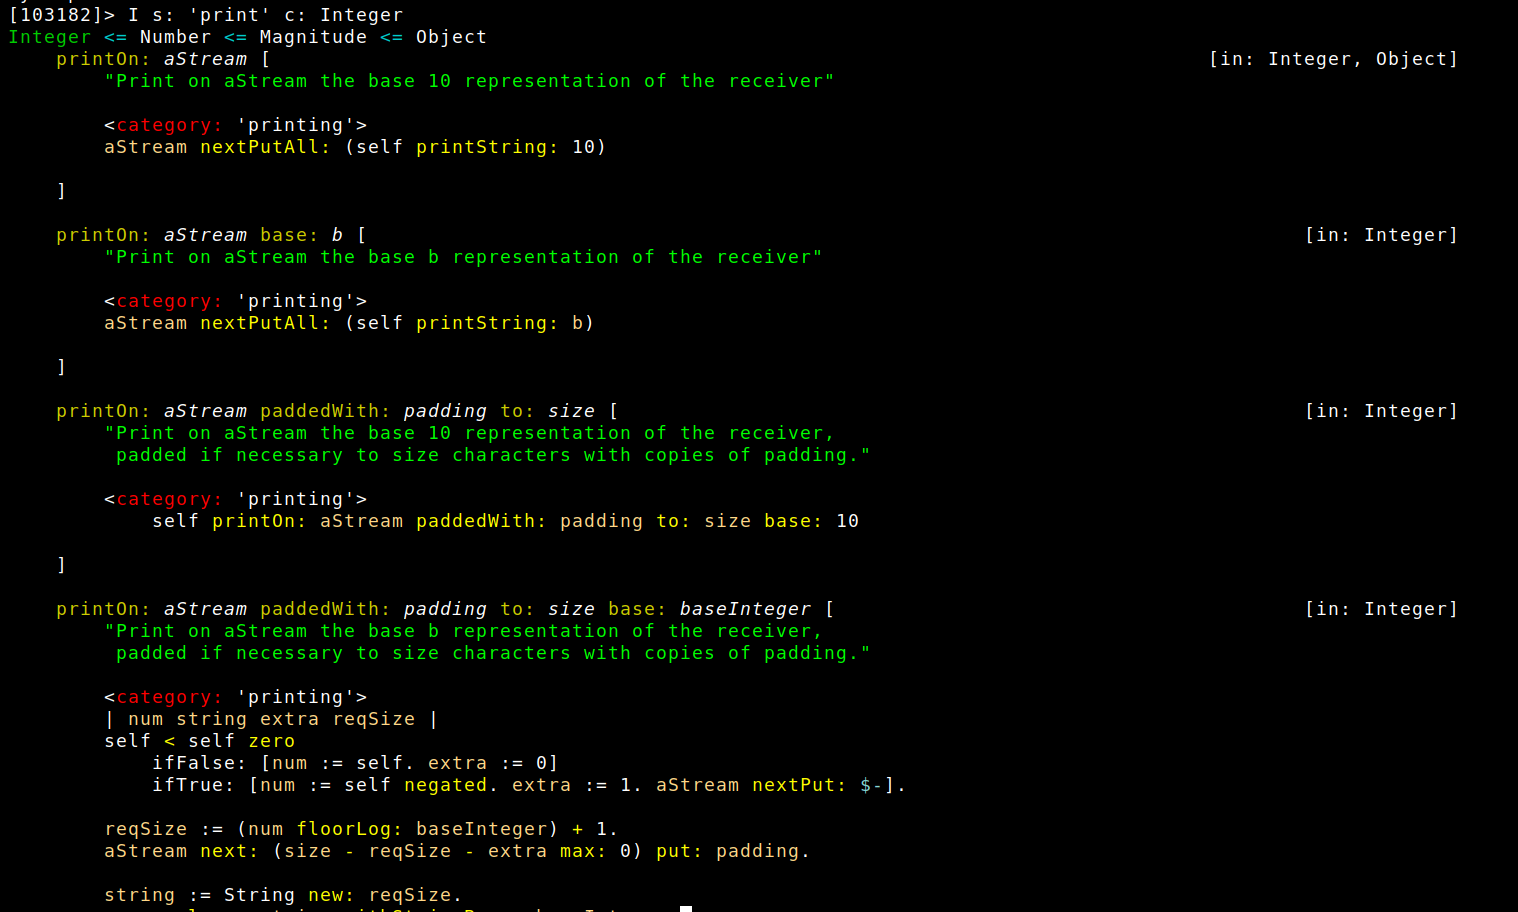 [103182]> I s: 'print' c: Integer
Integer <= Number <= Magnitude <= Object
    printOn: aStream [                                                                              [in: Integer, Object]
        "Print on aStream the base 10 representation of the receiver"

        <category: 'printing'>
        aStream nextPutAll: (self printString: 10)

    ]

    printOn: aStream base: b [                                                                              [in: Integer]
        "Print on aStream the base b representation of the receiver"

        <category: 'printing'>
        aStream nextPutAll: (self printString: b)

    ]

    printOn: aStream paddedWith: padding to: size [                                                         [in: Integer]
        "Print on aStream the base 10 representation of the receiver,
         padded if necessary to size characters with copies of padding."

        <category: 'printing'>
            self printOn: aStream paddedWith: padding to: size base: 10

    ]

    printOn: aStream paddedWith: padding to: size base: baseInteger [                                       [in: Integer]
        "Print on aStream the base b representation of the receiver,
         padded if necessary to size characters with copies of padding."

        <category: 'printing'>
        | num string extra reqSize |
        self < self zero
            ifFalse: [num := self. extra := 0]
            ifTrue: [num := self negated. extra := 1. aStream nextPut: $-].

        reqSize := (num floorLog: baseInteger) + 1.
        aStream next: (size - reqSize - extra max: 0) put: padding.

        string := String new: reqSize.